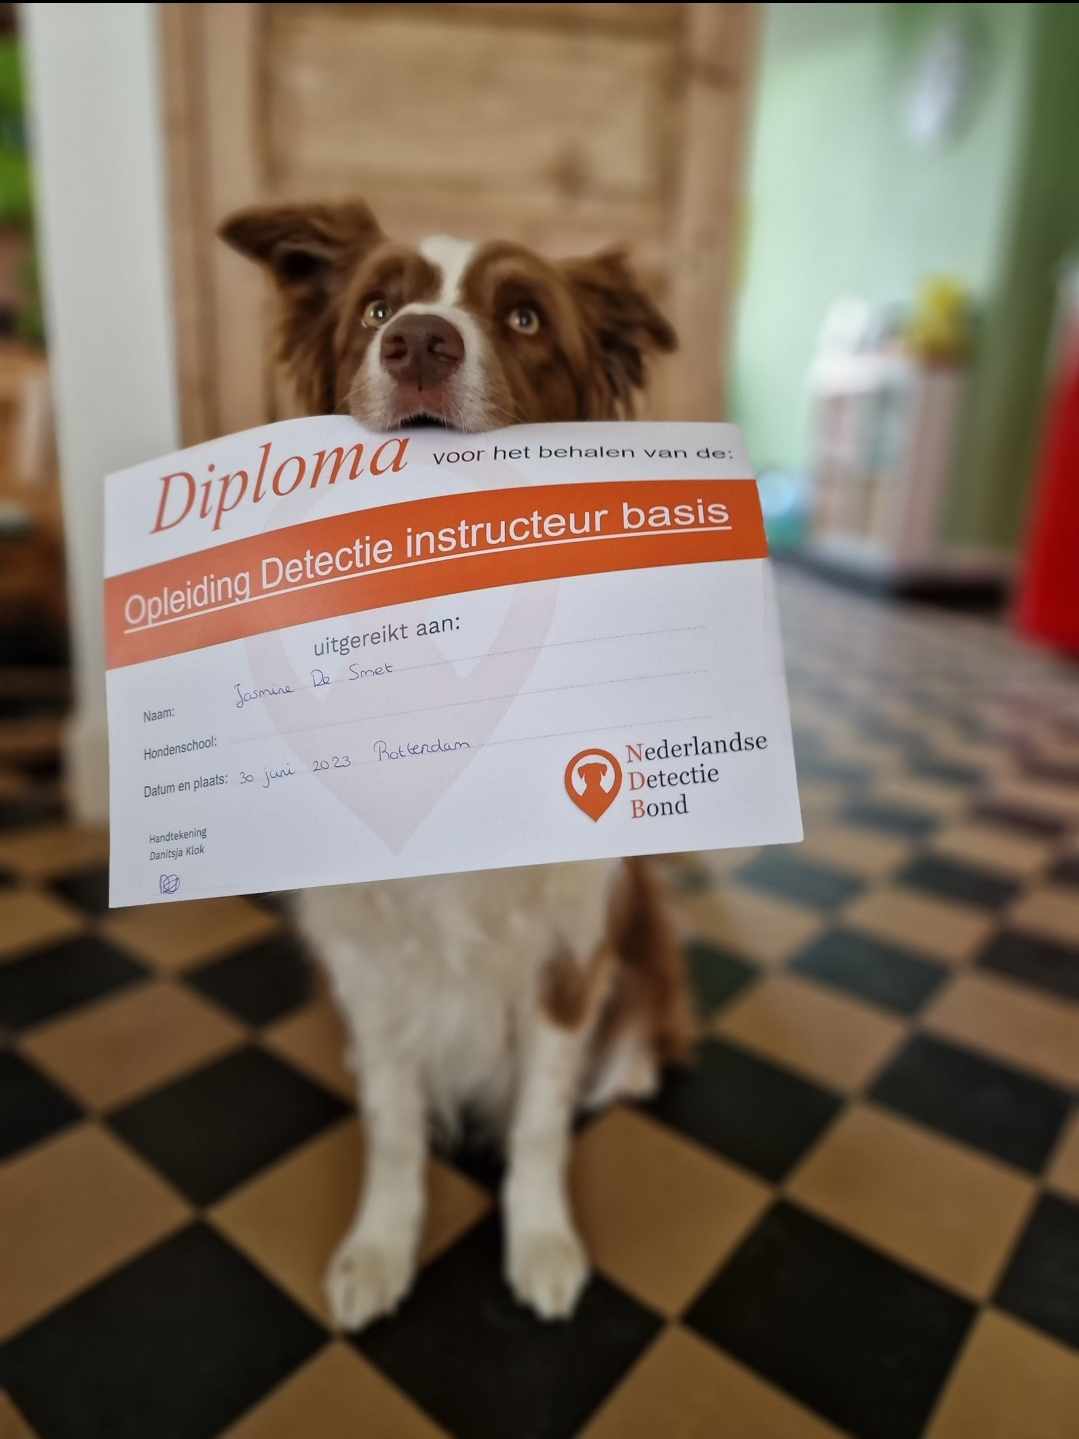 Diploma voor het behalen van de:
Opleiding Detectie instructeur basis
uitgereikt aan:
Naam: Jasmine De Smet
Hondenschool:
Datum en plaats: 30 juni 2023 Rotterdam
Nederlandse
Detectie
Bond
Handtekening
Danitsja Klok